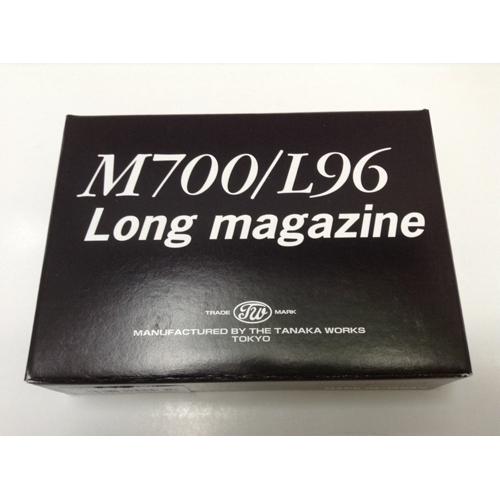 M700/L96
Long magazine
TRADE TW MARK
MANUFACTURED BY THE TANAKA WORKS
TOKYO